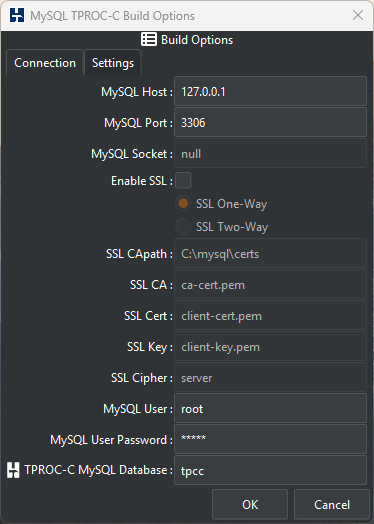 MySQL TPROC-C Build Options
Build Options
Connection Settings
MySQL Host : 127.0.0.1
MySQL Port : 3306
MySQL Socket : null
Enable SSL :
SSL One-Way
SSL Two-Way
SSL CApath : C:\mysql\certs
SSL CA : ca-cert.pem
SSL Cert : client-cert.pem
SSL Key : client-key.pem
SSL Cipher : server
MySQL User : root
MySQL User Password : *****
TPROC-C MySQL Database : tpcc
OK Cancel